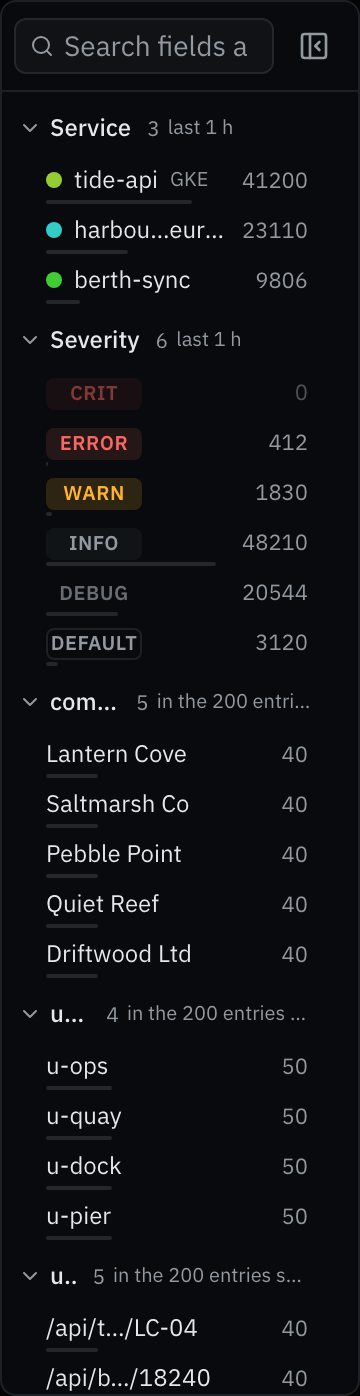 Search fields a
Service 3 last 1 h
tide-api GKE 41200
harbou...eur... 23110
berth-sync 9806
Severity 6 last 1 h
CRIT 0
ERROR 412
WARN 1830
INFO 48210
DEBUG 20544
DEFAULT 3120
com... 5 in the 200 entri...
Lantern Cove 40
Saltmarsh Co 40
Pebble Point 40
Quiet Reef 40
Driftwood Ltd 40
u... 4 in the 200 entries ...
u-ops 50
u-quay 50
u-dock 50
u-pier 50
u.. 5 in the 200 entries s...
/api/t.../LC-04 40
/api/b.../18240 40